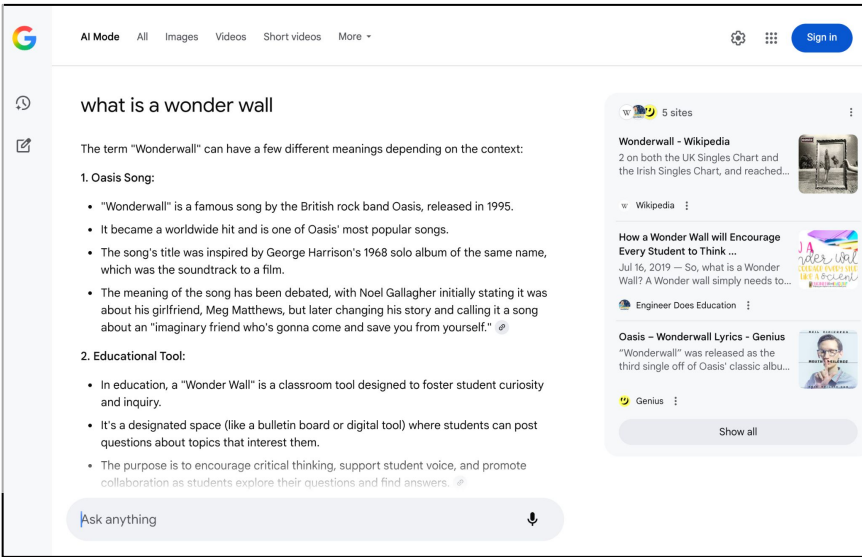 AI Mode All Images Videos Short videos More
Sign in
what is a wonder wall
The term "Wonderwall" can have a few different meanings depending on the context:
1. Oasis Song:
• "Wonderwall" is a famous song by the British rock band Oasis, released in 1995.
• It became a worldwide hit and is one of Oasis' most popular songs.
• The song's title was inspired by George Harrison's 1968 solo album of the same name,
which was the soundtrack to a film.
• The meaning of the song has been debated, with Noel Gallagher initially stating it was
about his girlfriend, Meg Matthews, but later changing his story and calling it a song
about an "imaginary friend who's gonna come and save you from yourself."
2. Educational Tool:
• In education, a "Wonder Wall" is a classroom tool designed to foster student curiosity
and inquiry.
• It's a designated space (like a bulletin board or digital tool) where students can post
questions about topics that interest them.
• The purpose is to encourage critical thinking, support student voice, and promote
collaboration as students explore their questions and find answers.
Ask anything
5 sites
Wonderwall - Wikipedia
2 on both the UK Singles Chart and
the Irish Singles Chart, and reached...
W Wikipedia
How a Wonder Wall will Encourage
Every Student to Think ...
Jul 16, 2019 — So, what is a Wonder
Wall? A Wonder wall simply needs to...
Engineer Does Education
Oasis – Wonderwall Lyrics - Genius
“Wonderwall” was released as the
third single off of Oasis' classic albu...
Genius
Show all